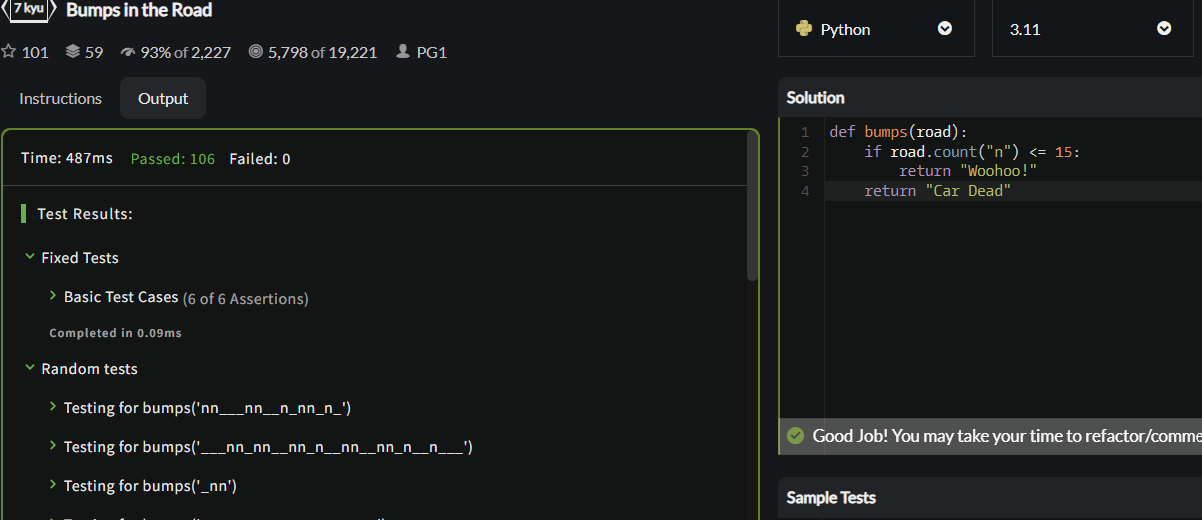 7 kyu Bumps in the Road
101 59 93% of 2,227 5,798 of 19,221 PG1
Instructions Output
Time: 487ms Passed: 106 Failed: 0
Test Results:
Fixed Tests
Basic Test Cases (6 of 6 Assertions)
Completed in 0.09ms
Random tests
Testing for bumps('nn___nn__n_nn_n_')
Testing for bumps('___nn_nn__nn_n__nn__nn_n__n___')
Testing for bumps('_nn')
Python 3.11
Solution
1 def bumps(road):
2     if road.count("n") <= 15:
3         return "Woohoo!"
4     return "Car Dead"
Good Job! You may take your time to refactor/comme
Sample Tests